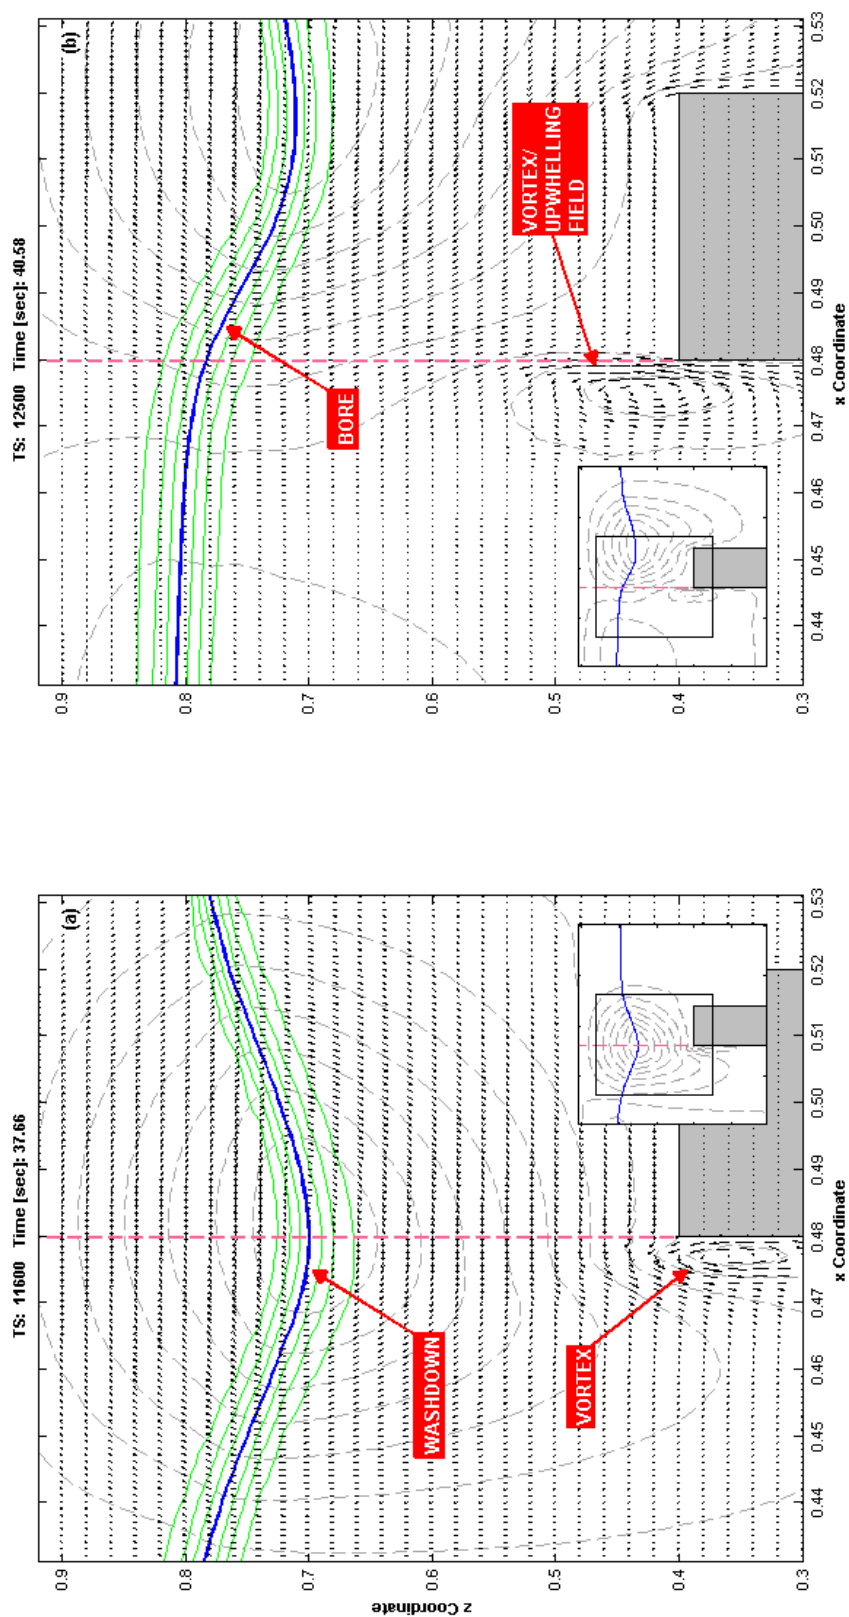 TS: 11600 Time [sec]: 37.66
(a)
0.9
0.8
0.7
0.6
0.5
0.4
0.3
z Coordinate
WASHDOWN
VORTEX
0.44
0.45
0.46
0.47
0.48
0.49
0.50
0.51
0.52
0.53
x Coordinate
TS: 12500 Time [sec]: 40.58
(b)
0.9
0.8
0.7
0.6
0.5
0.4
0.3
BORE
VORTEX/
UPWHELLING
FIELD
0.44
0.45
0.46
0.47
0.48
0.49
0.50
0.51
0.52
0.53
x Coordinate